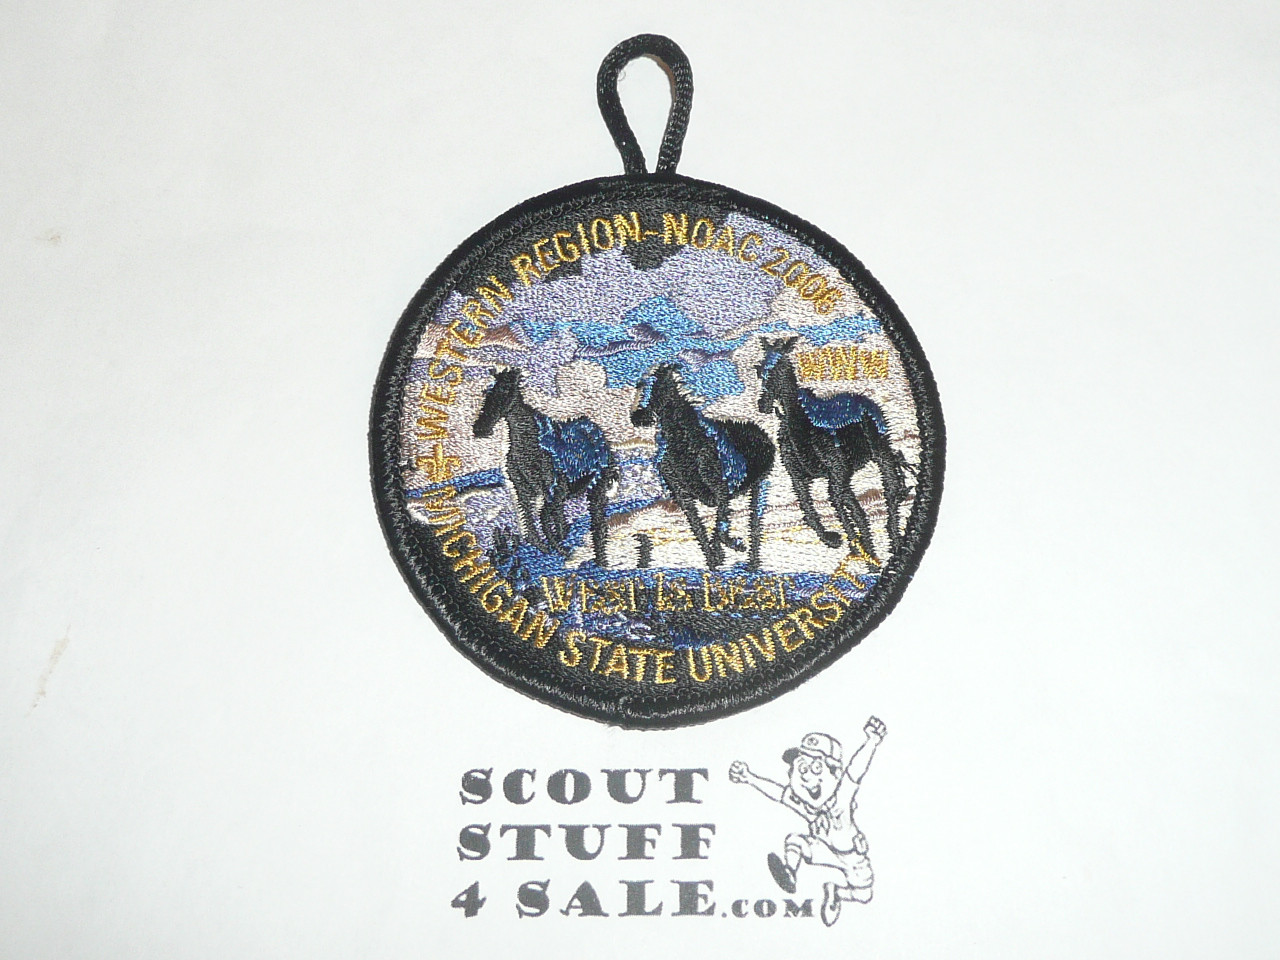 WESTERN REGION-NOAC 2006
WWW
West is best
MICHIGAN STATE UNIVERSITY
SCOUT
STUFF
4 SALE.COM